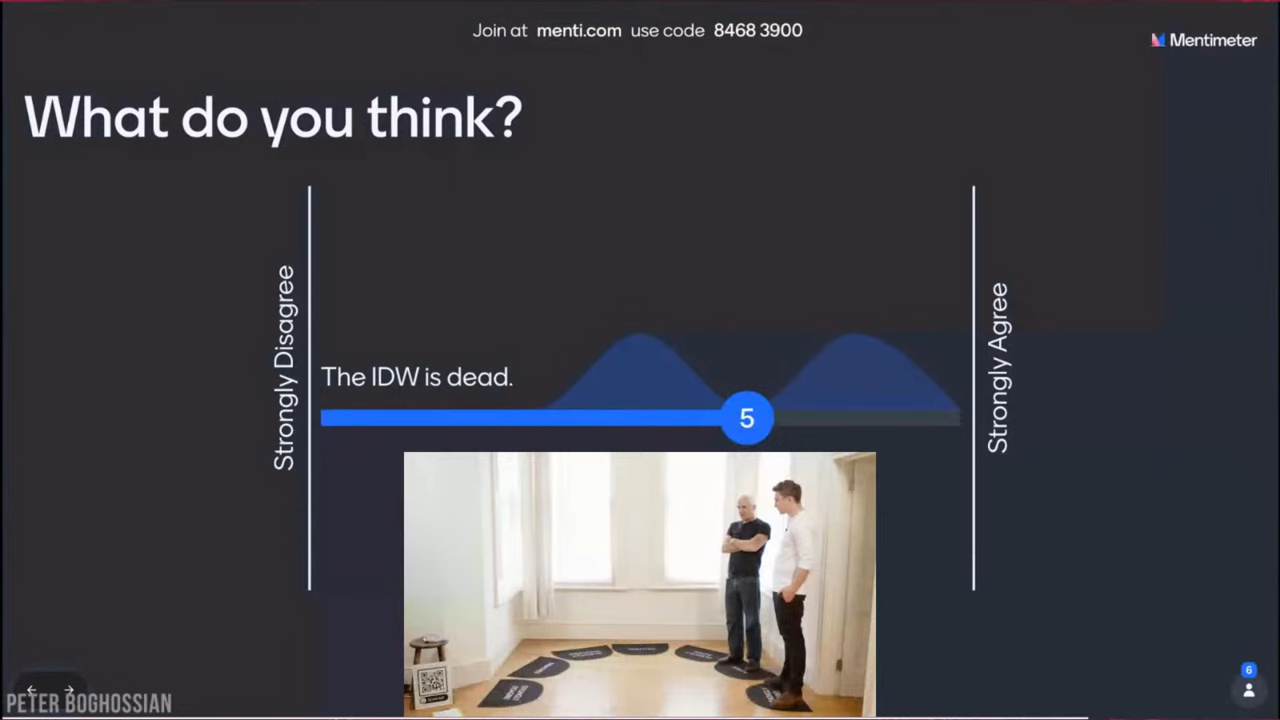 Join at menti.com use code 8468 3900
Mentimeter
What do you think?
Strongly Disagree
The IDW is dead.
Strongly Agree
5
6
PETER BOGHOSSIAN